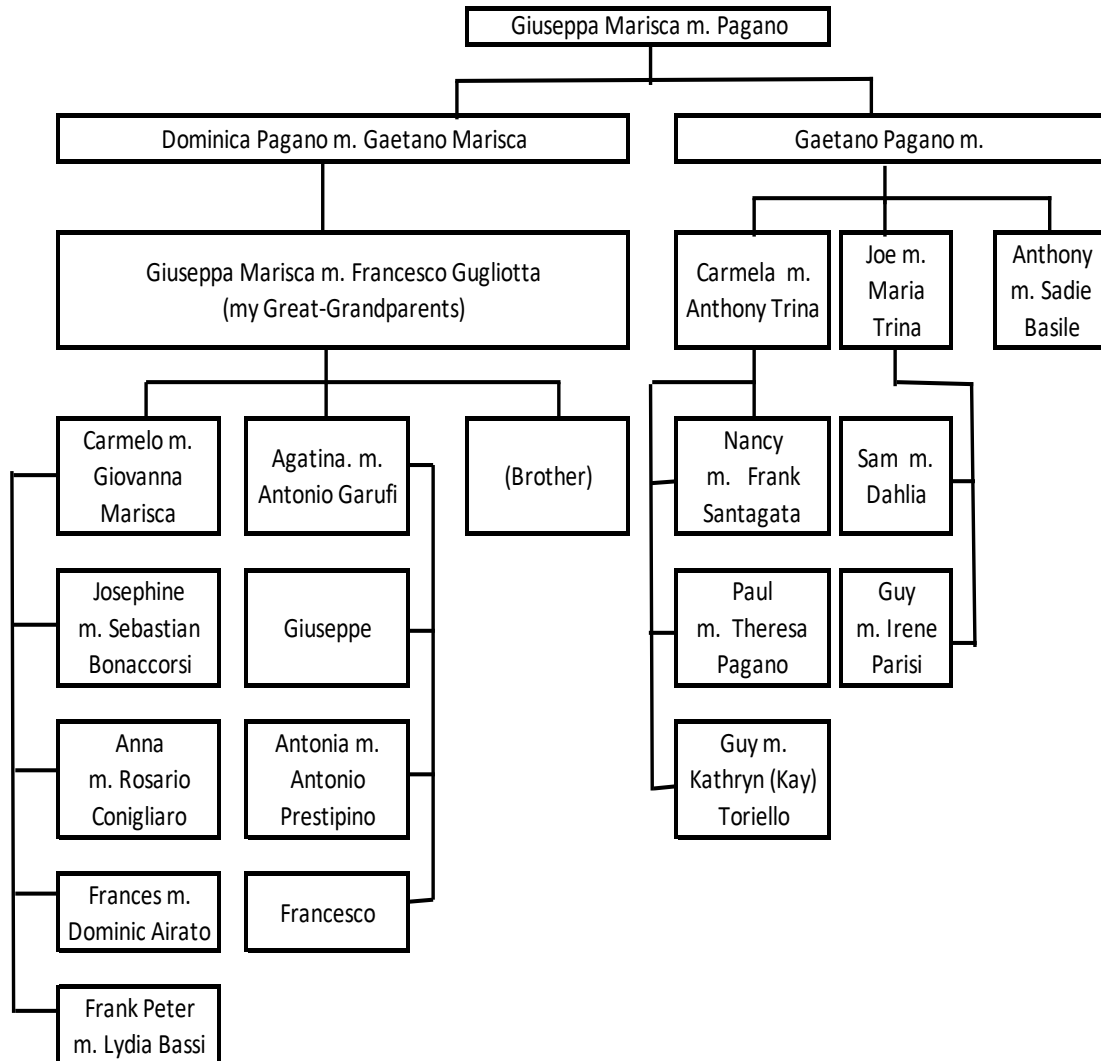 Giuseppa Marisca m. Pagano
Dominica Pagano m. Gaetano Marisca
Gaetano Pagano m.
Giuseppa Marisca m. Francesco Gugliotta
(my Great-Grandparents)
Carmela m.
Anthony Trina
Joe m.
Maria
Trina
Anthony
m. Sadie
Basile
Carmelo m.
Giovanna
Marisca
Agatina. m.
Antonio Garufi
(Brother)
Nancy
m. Frank
Santagata
Sam m.
Dahlia
Josephine
m. Sebastian
Bonaccorsi
Giuseppe
Paul
m. Theresa
Pagano
Guy
m. Irene
Parisi
Anna
m. Rosario
Conigliaro
Antonia m.
Antonio
Prestipino
Guy m.
Kathryn (Kay)
Toriello
Frances m.
Dominic Airato
Francesco
Frank Peter
m. Lydia Bassi